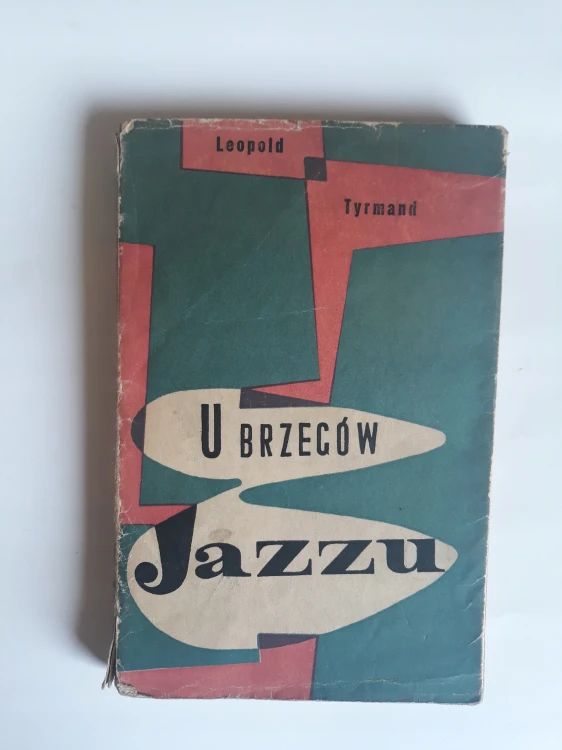 Leopold
Tyrmand
U BRZEGÓW
Jazzu